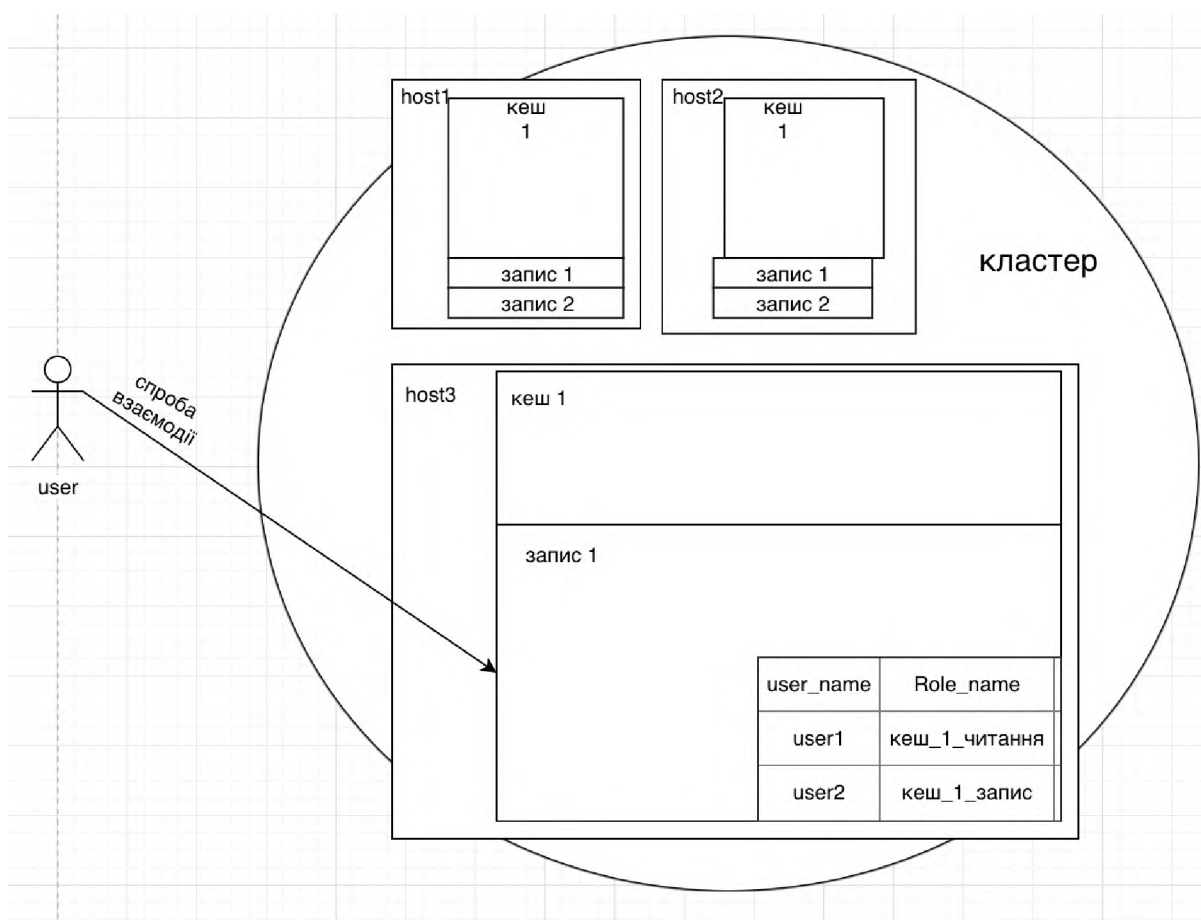 host1
кеш
1
запис 1
запис 2
host2
кеш
1
запис 1
запис 2
кластер
спроба
взаємодії
user
host3
кеш 1
запис 1
user_name Role_name
user1 кеш_1_читання
user2 кеш_1_запис